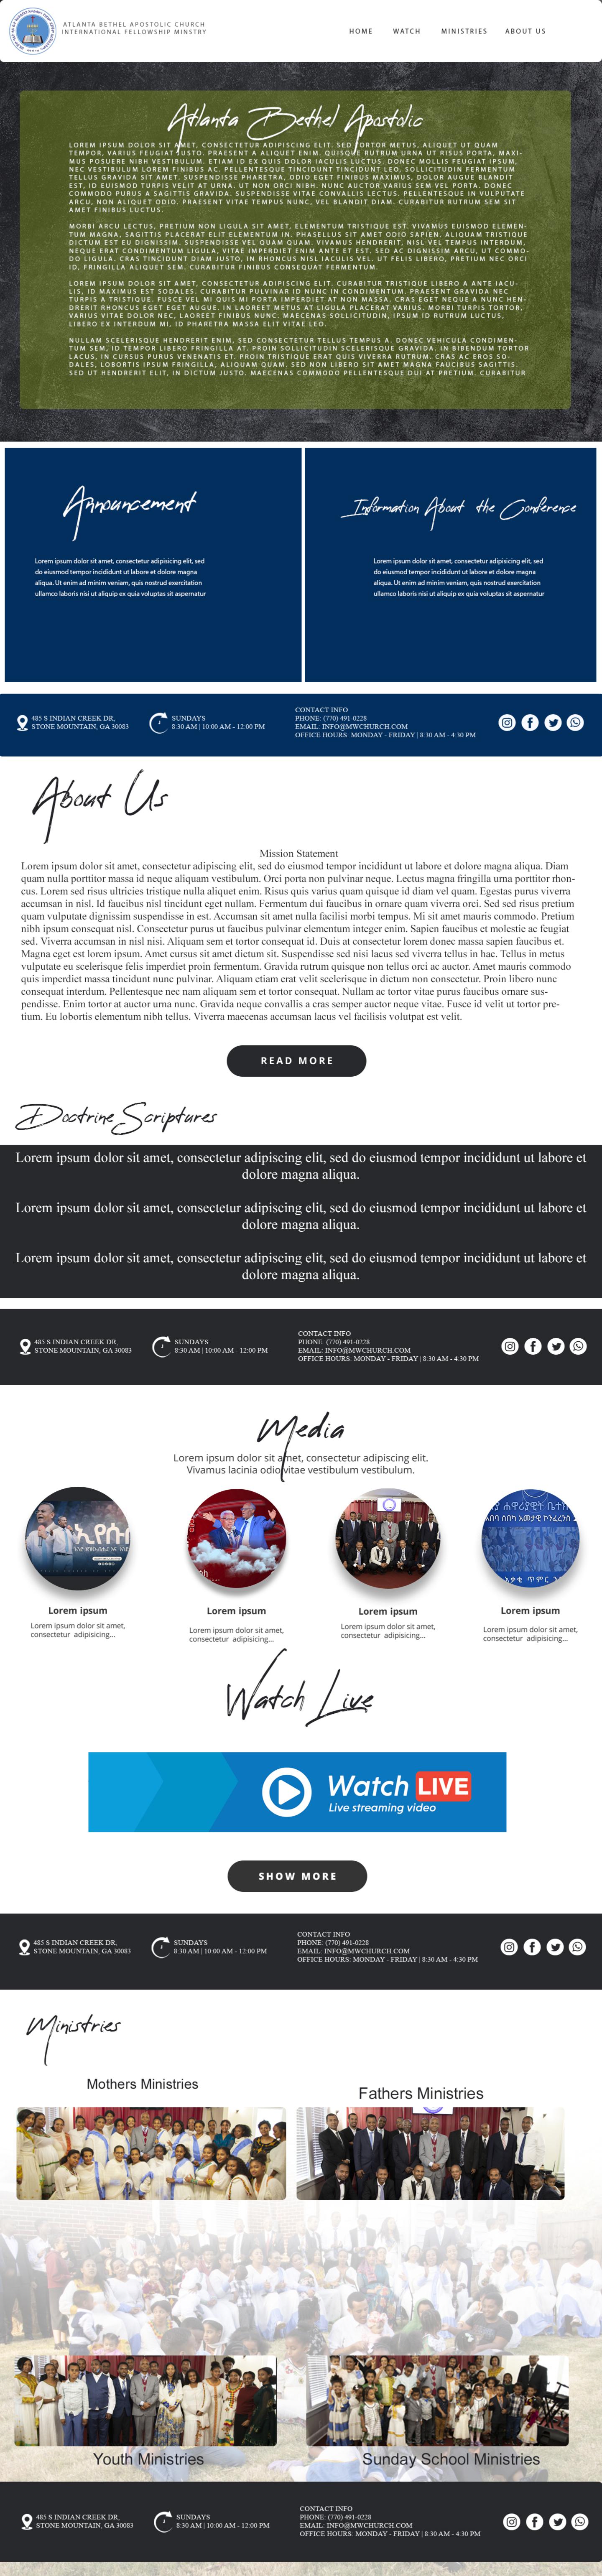 ATLANTA BETHEL APOSTOLIC CHURCH
INTERNATIONAL FELLOWSHIP MINSTRY
HOME WATCH MINISTRIES ABOUT US
Atlanta Bethel Apostolic
LOREM IPSUM DOLOR SIT AMET, CONSECTETUR ADIPISCING ELIT. SED TORTOR METUS, ALIQUET UT QUAM
TEMPOR, VARIUS FEUGIAT JUSTO. PRAESENT A ALIQUET ENIM. QUISQUE RUTRUM URNA UT RISUS PORTA, MAXI-
MUS POSUERE NIBH VESTIBULUM. ETIAM ID EX QUIS DOLOR IACULIS LUCTUS. DONEC MOLLIS FEUGIAT IPSUM,
NEC VESTIBULUM LOREM FINIBUS AC. PELLENTESQUE TINCIDUNT TINCIDUNT LEO, SOLLICITUDIN FERMENTUM
TELLUS GRAVIDA SIT AMET. SUSPENDISSE PHARETRA, ODIO EGET FINIBUS MAXIMUS, DOLOR AUGUE BLANDIT
EST, ID EUISMOD TURPIS VELIT AT URNA. UT NON ORCI NIBH. NUNC AUCTOR VARIUS SEM VEL PORTA. DONEC
COMMODO PURUS A SAGITTIS GRAVIDA. SUSPENDISSE VITAE CONVALLIS LECTUS. PELLENTESQUE IN VULPUTATE
ARCU, NON ALIQUET ODIO. PRAESENT VITAE TEMPUS NUNC, VEL BLANDIT DIAM. CURABITUR RUTRUM SEM SIT
AMET FINIBUS LUCTUS.
MORBI ARCU LECTUS, PRETIUM NON LIGULA SIT AMET, ELEMENTUM TRISTIQUE EST. VIVAMUS EUISMOD ELEMEN-
TUM MAGNA, SAGITTIS PLACERAT ELIT ELEMENTUM IN. PHASELLUS SIT AMET ODIO SAPIEN. ALIQUAM TRISTIQUE
DICTUM EST EU DIGNISSIM. SUSPENDISSE VEL QUAM QUAM. VIVAMUS HENDRERIT, NISL VEL TEMPUS INTERDUM,
NEQUE ERAT CONDIMENTUM LIGULA, VITAE IMPERDIET ENIM ANTE ET EST. SED AC DIGNISSIM ARCU, UT COMMO-
DO LIGULA. CRAS TINCIDUNT DIAM JUSTO, IN RHONCUS NISL IACULIS VEL. UT FELIS LIBERO, PRETIUM NEC ORCI
ID, FRINGILLA ALIQUET SEM. CURABITUR FINIBUS CONSEQUAT FERMENTUM.
LOREM IPSUM DOLOR SIT AMET, CONSECTETUR ADIPISCING ELIT. CURABITUR TRISTIQUE LIBERO A ANTE IACU-
LIS, ID MAXIMUS EST SODALES. CURABITUR PULVINAR ID NUNC IN CONDIMENTUM. PRAESENT GRAVIDA NEC
TURPIS A TRISTIQUE. FUSCE VEL MI QUIS MI PORTA IMPERDIET AT NON MASSA. CRAS EGET NEQUE A NUNC HEN-
DRERIT RHONCUS EGET EGET AUGUE. IN LAOREET METUS AT LIGULA PLACERAT VARIUS. MORBI TURPIS TORTOR,
VARIUS VITAE DOLOR NEC, LAOREET FINIBUS NUNC. MAECENAS SOLLICITUDIN, IPSUM ID RUTRUM LUCTUS,
LIBERO EX INTERDUM MI, ID PHARETRA MASSA ELIT VITAE LEO.
NULLAM SCELERISQUE HENDRERIT ENIM, SED CONSECTETUR TELLUS TEMPUS A. DONEC VEHICULA CONDIMEN-
TUM SEM, ID TEMPOR LIBERO FRINGILLA AT. PROIN SOLLICITUDIN SCELERISQUE GRAVIDA. IN BIBENDUM TORTOR
LACUS, IN CURSUS PURUS VENENATIS ET. PROIN TRISTIQUE ERAT QUIS VIVERRA RUTRUM. CRAS AC EROS SO-
DALES, LOBORTIS IPSUM FRINGILLA, ALIQUAM QUAM. SED NON LIBERO SIT AMET MAGNA FAUCIBUS SAGITTIS.
SED UT HENDRERIT ELIT, IN DICTUM JUSTO. MAECENAS COMMODO PELLENTESQUE DUI AT PRETIUM. CURABITUR
Announcement
Lorem ipsum dolor sit amet, consectetur adipisicing elit, sed
do eiusmod tempor incididunt ut labore et dolore magna
aliqua. Ut enim ad minim veniam, quis nostrud exercitation
ullamco laboris nisi ut aliquip ex quia voluptas sit aspernatur
Information About the Conference
Lorem ipsum dolor sit amet, consectetur adipisicing elit, sed
do eiusmod tempor incididunt ut labore et dolore magna
aliqua. Ut enim ad minim veniam, quis nostrud exercitation
ullamco laboris nisi ut aliquip ex quia voluptas sit aspernatur
485 S INDIAN CREEK DR,
STONE MOUNTAIN, GA 30083
SUNDAYS
8:30 AM | 10:00 AM - 12:00 PM
CONTACT INFO
PHONE: (770) 491-0228
EMAIL: INFO@MWCHURCH.COM
OFFICE HOURS: MONDAY - FRIDAY | 8:30 AM - 4:30 PM
About Us
Mission Statement
Lorem ipsum dolor sit amet, consectetur adipiscing elit, sed do eiusmod tempor incididunt ut labore et dolore magna aliqua. Diam
quam nulla porttitor massa id neque aliquam vestibulum. Orci porta non pulvinar neque. Lectus magna fringilla urna porttitor rhon-
cus. Lorem sed risus ultricies tristique nulla aliquet enim. Risus quis varius quam quisque id diam vel quam. Egestas purus viverra
accumsan in nisl. Id faucibus nisl tincidunt eget nullam. Fermentum dui faucibus in ornare quam viverra orci. Sed sed risus pretium
quam vulputate dignissim suspendisse in est. Accumsan sit amet nulla facilisi morbi tempus. Mi sit amet mauris commodo. Pretium
nibh ipsum consequat nisl. Consectetur purus ut faucibus pulvinar elementum integer enim. Sapien faucibus et molestie ac feugiat
sed. Viverra accumsan in nisl nisi. Aliquam sem et tortor consequat id. Duis at consectetur lorem donec massa sapien faucibus et.
Magna eget est lorem ipsum. Amet cursus sit amet dictum sit. Suspendisse sed nisi lacus sed viverra tellus in hac. Tellus in metus
vulputate eu scelerisque felis imperdiet proin fermentum. Gravida rutrum quisque non tellus orci ac auctor. Amet mauris commodo
quis imperdiet massa tincidunt nunc pulvinar. Aliquam etiam erat velit scelerisque in dictum non consectetur. Proin libero nunc
consequat interdum. Pellentesque nec nam aliquam sem et tortor consequat. Nullam ac tortor vitae purus faucibus ornare sus-
pendisse. Enim tortor at auctor urna nunc. Gravida neque convallis a cras semper auctor neque vitae. Fusce id velit ut tortor pre-
tium. Eu lobortis elementum nibh tellus. Viverra maecenas accumsan lacus vel facilisis volutpat est velit.
READ MORE
Doctrine Scriptures
Lorem ipsum dolor sit amet, consectetur adipiscing elit, sed do eiusmod tempor incididunt ut labore et
dolore magna aliqua.
Lorem ipsum dolor sit amet, consectetur adipiscing elit, sed do eiusmod tempor incididunt ut labore et
dolore magna aliqua.
Lorem ipsum dolor sit amet, consectetur adipiscing elit, sed do eiusmod tempor incididunt ut labore et
dolore magna aliqua.
485 S INDIAN CREEK DR,
STONE MOUNTAIN, GA 30083
SUNDAYS
8:30 AM | 10:00 AM - 12:00 PM
CONTACT INFO
PHONE: (770) 491-0228
EMAIL: INFO@MWCHURCH.COM
OFFICE HOURS: MONDAY - FRIDAY | 8:30 AM - 4:30 PM
Media
Lorem ipsum dolor sit amet, consectetur adipiscing elit.
Vivamus lacinia odio vitae vestibulum vestibulum.
ኢየሱ
Lorem ipsum
Lorem ipsum dolor sit amet,
consectetur adipisicing...
Lorem ipsum
Lorem ipsum dolor sit amet,
consectetur adipisicing...
Lorem ipsum
Lorem ipsum dolor sit amet,
consectetur adipisicing...
Lorem ipsum
Lorem ipsum dolor sit amet,
consectetur adipisicing...
Watch Live
Watch LIVE
Live streaming video
SHOW MORE
485 S INDIAN CREEK DR,
STONE MOUNTAIN, GA 30083
SUNDAYS
8:30 AM | 10:00 AM - 12:00 PM
CONTACT INFO
PHONE: (770) 491-0228
EMAIL: INFO@MWCHURCH.COM
OFFICE HOURS: MONDAY - FRIDAY | 8:30 AM - 4:30 PM
Ministries
Mothers Ministries
Fathers Ministries
Youth Ministries
Sunday School Ministries
485 S INDIAN CREEK DR,
STONE MOUNTAIN, GA 30083
SUNDAYS
8:30 AM | 10:00 AM - 12:00 PM
CONTACT INFO
PHONE: (770) 491-0228
EMAIL: INFO@MWCHURCH.COM
OFFICE HOURS: MONDAY - FRIDAY | 8:30 AM - 4:30 PM